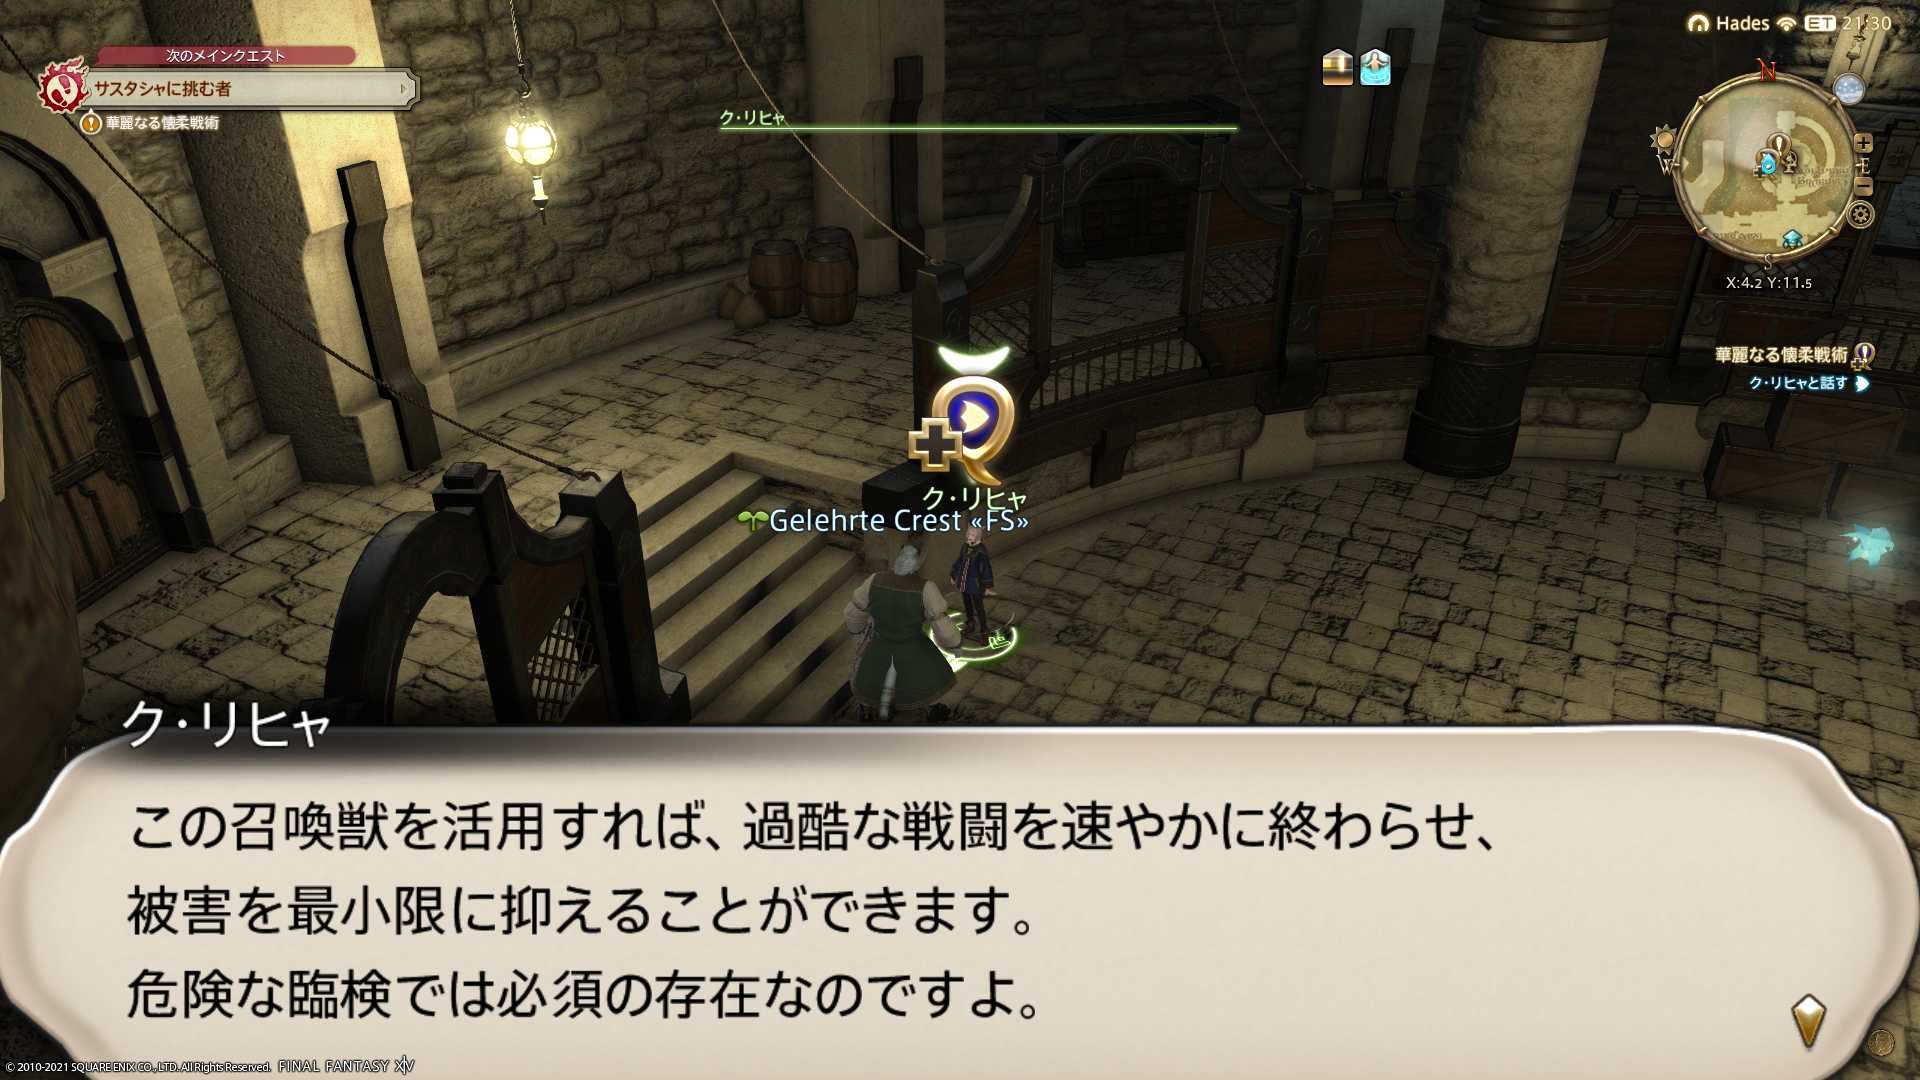 次のメインクエスト
サスタシャに挑む者
華麗なる懐柔戦術
ク・リヒャ
Hades ET 21:30
N
W
E
S
X:4.2 Y:11.5
華麗なる懐柔戦術
ク・リヒャと話す
ク・リヒャ
Gelehrte Crest «FS»
ク・リヒャ
この召喚獣を活用すれば、過酷な戦闘を速やかに終わらせ、
被害を最小限に抑えることができます。
危険な臨検では必須の存在なのですよ。
© 2010-2021 SQUARE ENIX CO., LTD. All Rights Reserved. FINAL FANTASY XIV